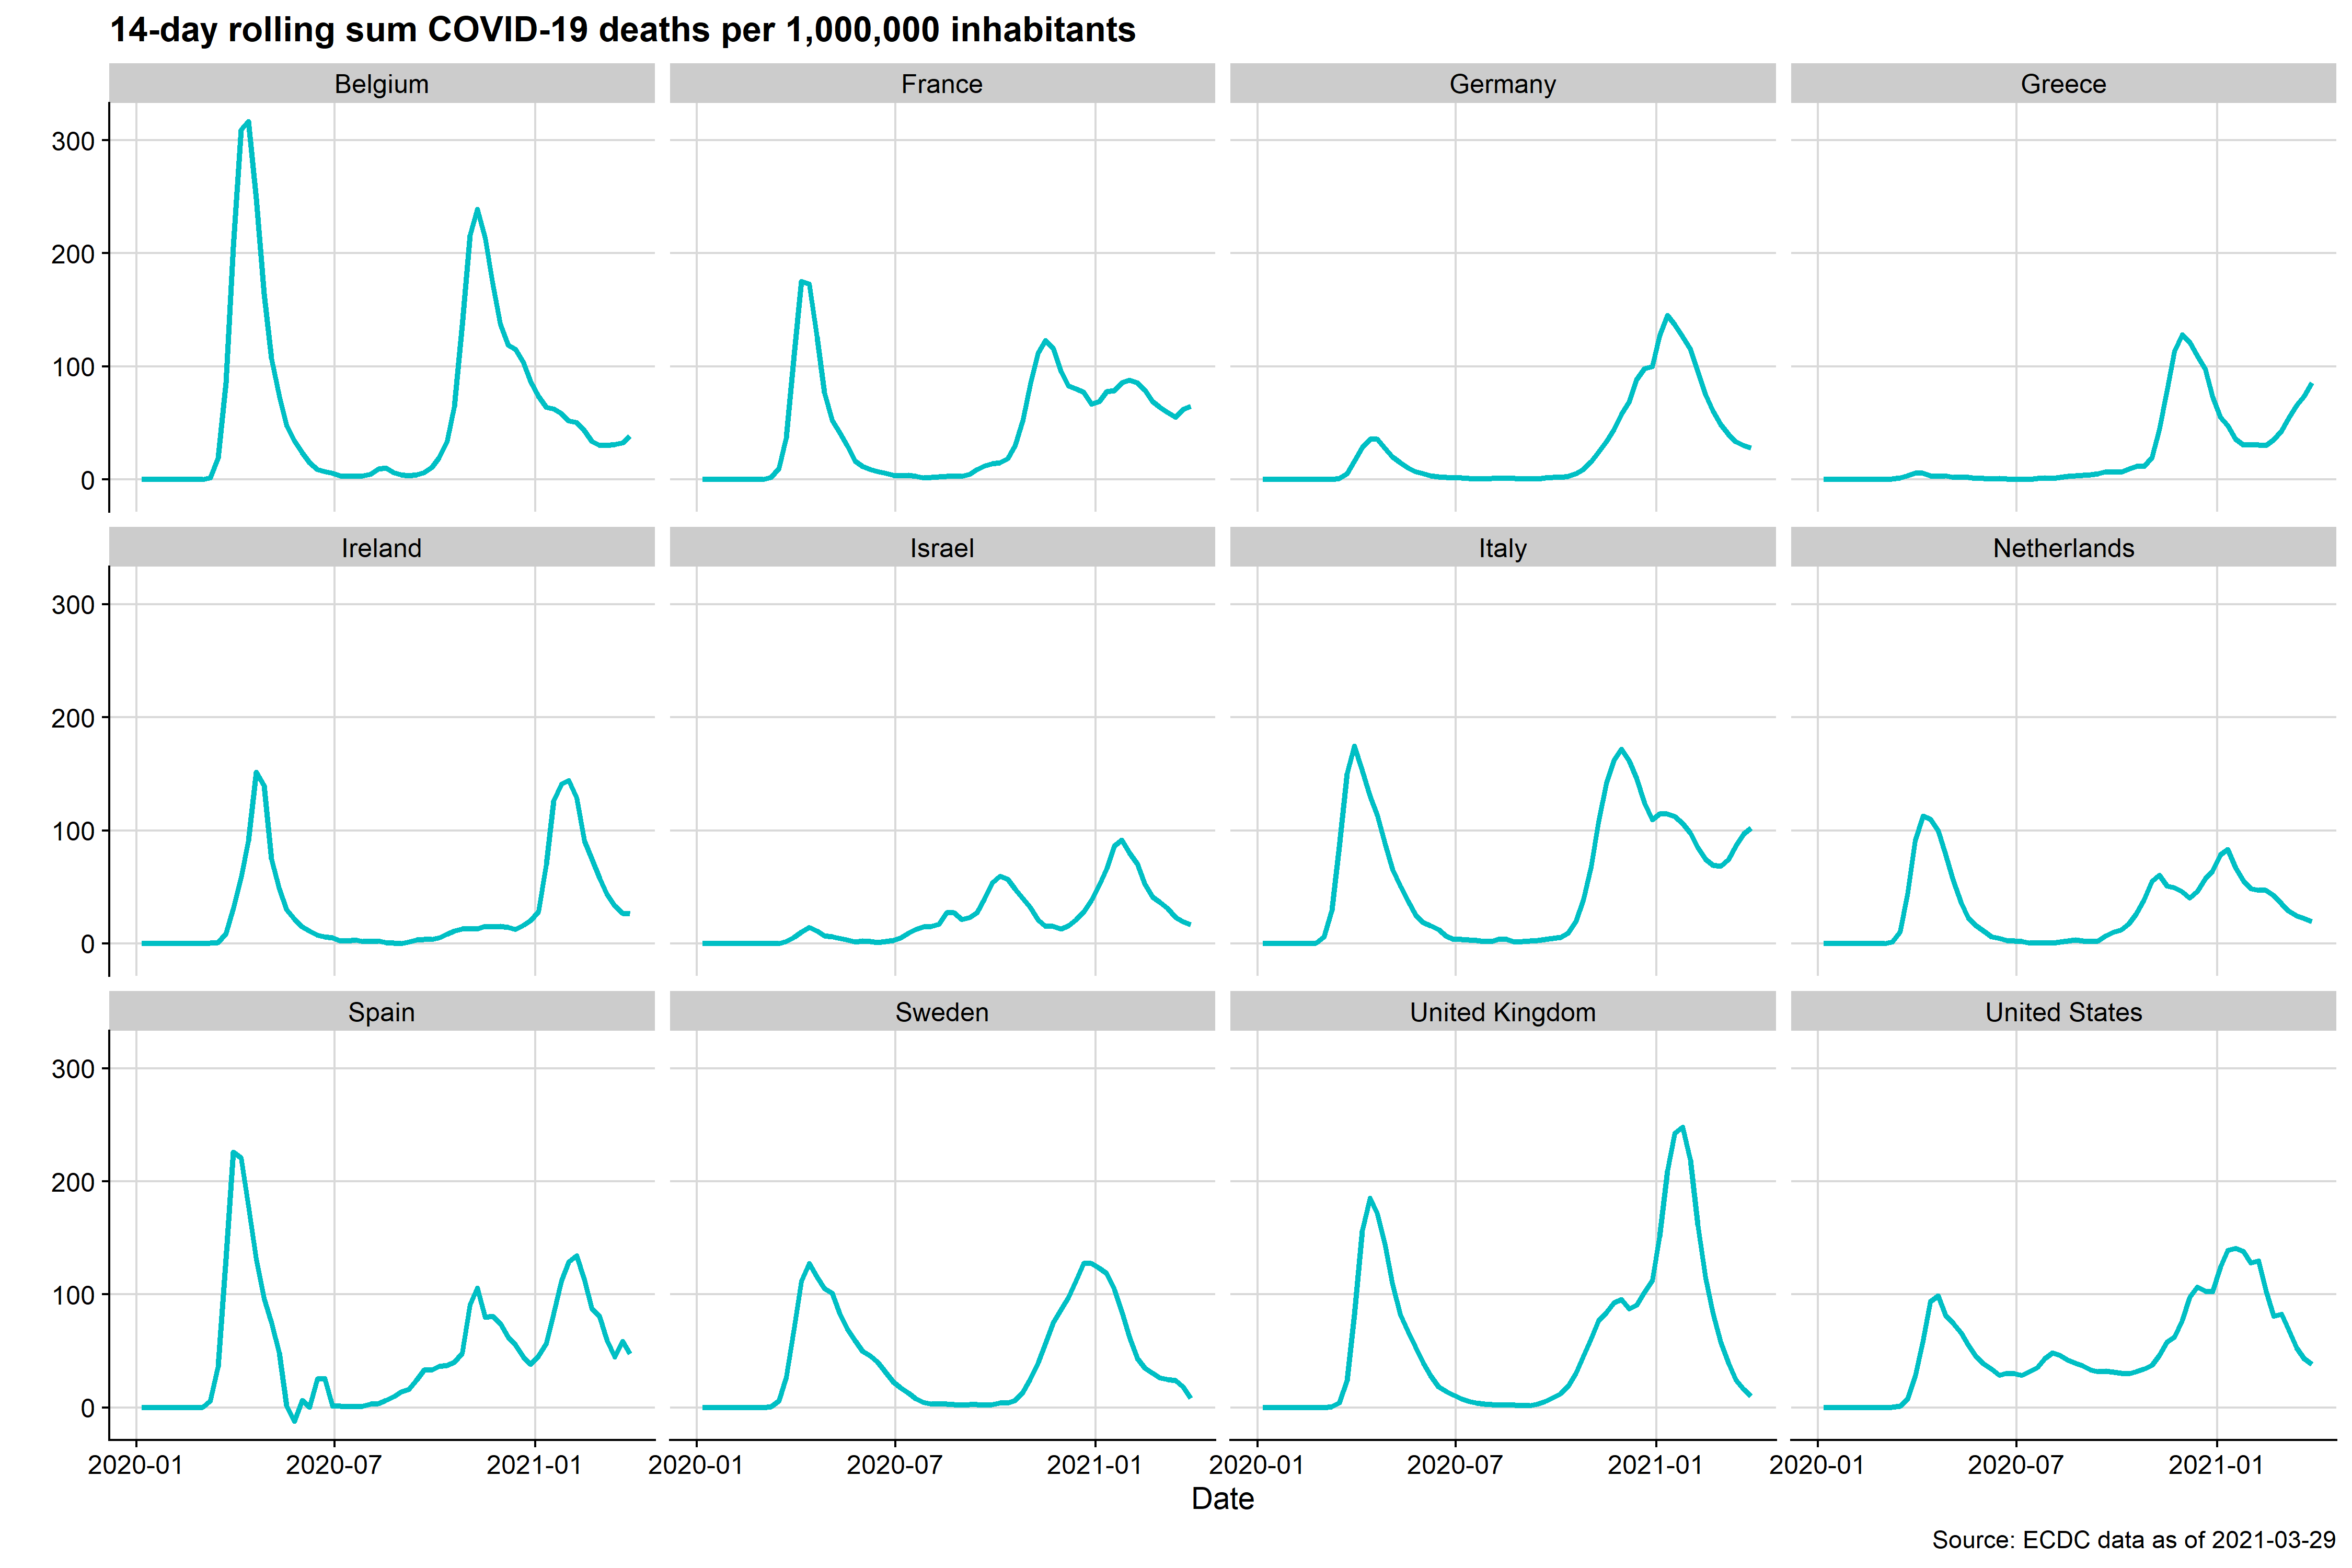 14-day rolling sum COVID-19 deaths per 1,000,000 inhabitants
Belgium France Germany Greece
300
200
100
0
Ireland Israel Italy Netherlands
300
200
100
0
Spain Sweden United Kingdom United States
300
200
100
0
2020-01 2020-07 2021-01 2020-01 2020-07 2021-01 2020-01 2020-07 2021-01 2020-01 2020-07 2021-01
Date
Source: ECDC data as of 2021-03-29